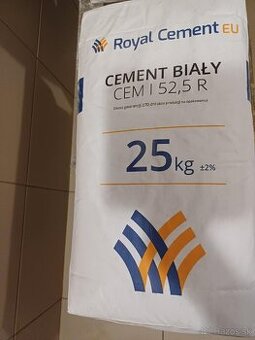 Royal Cement EU
CEMENT BIAŁY
CEM I 52,5 R
25kg ±2%